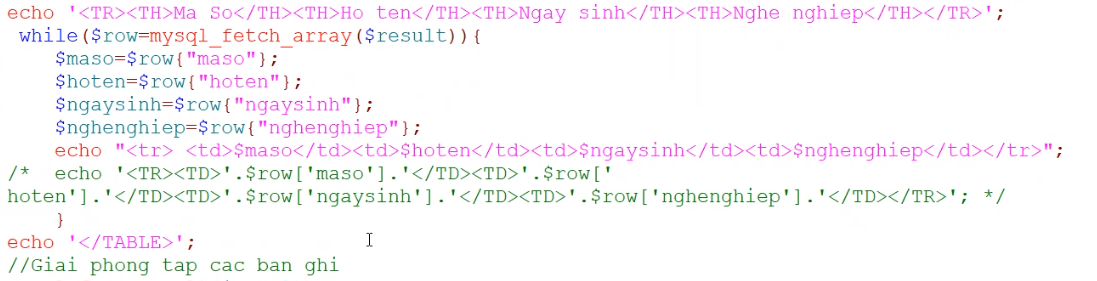 echo '<TR><TH>Ma So</TH><TH>Ho ten</TH><TH>Ngay sinh</TH><TH>Nghe nghiep</TH></TR>';
while($row=mysql_fetch_array($result)){
$maso=$row{"maso"};
$hoten=$row{"hoten"};
$ngaysinh=$row{"ngaysinh"};
$nghenghiep=$row{"nghenghiep"};
echo "<tr> <td>$maso</td><td>$hoten</td><td>$ngaysinh</td><td>$nghenghiep</td></tr>";
/*  echo '<TR><TD>'.$row['maso'].'</TD><TD>'.$row['
hoten'].'</TD><TD>'.$row['ngaysinh'].'</TD><TD>'.$row['nghenghiep'].'</TD></TR>'; */
}
echo '</TABLE>';
//Giai phong tap cac ban ghi